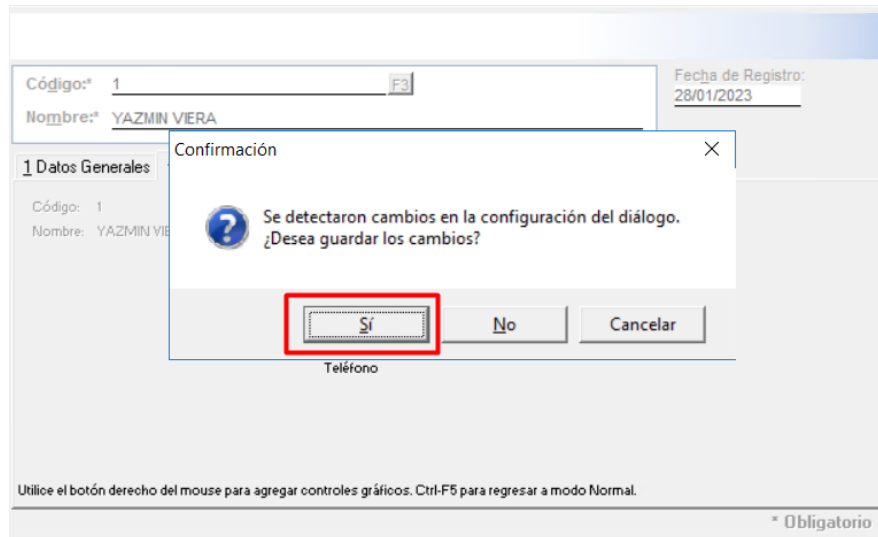 Código:* 1 F3
Fecha de Registro:
28/01/2023
Nombre:* YAZMIN VIERA
1 Datos Generales
Código: 1
Nombre: YAZMIN VIE
Confirmación
Se detectaron cambios en la configuración del diálogo.
¿Desea guardar los cambios?
Sí No Cancelar
Teléfono
Utilice el botón derecho del mouse para agregar controles gráficos. Ctrl-F5 para regresar a modo Normal.
* Obligatorio